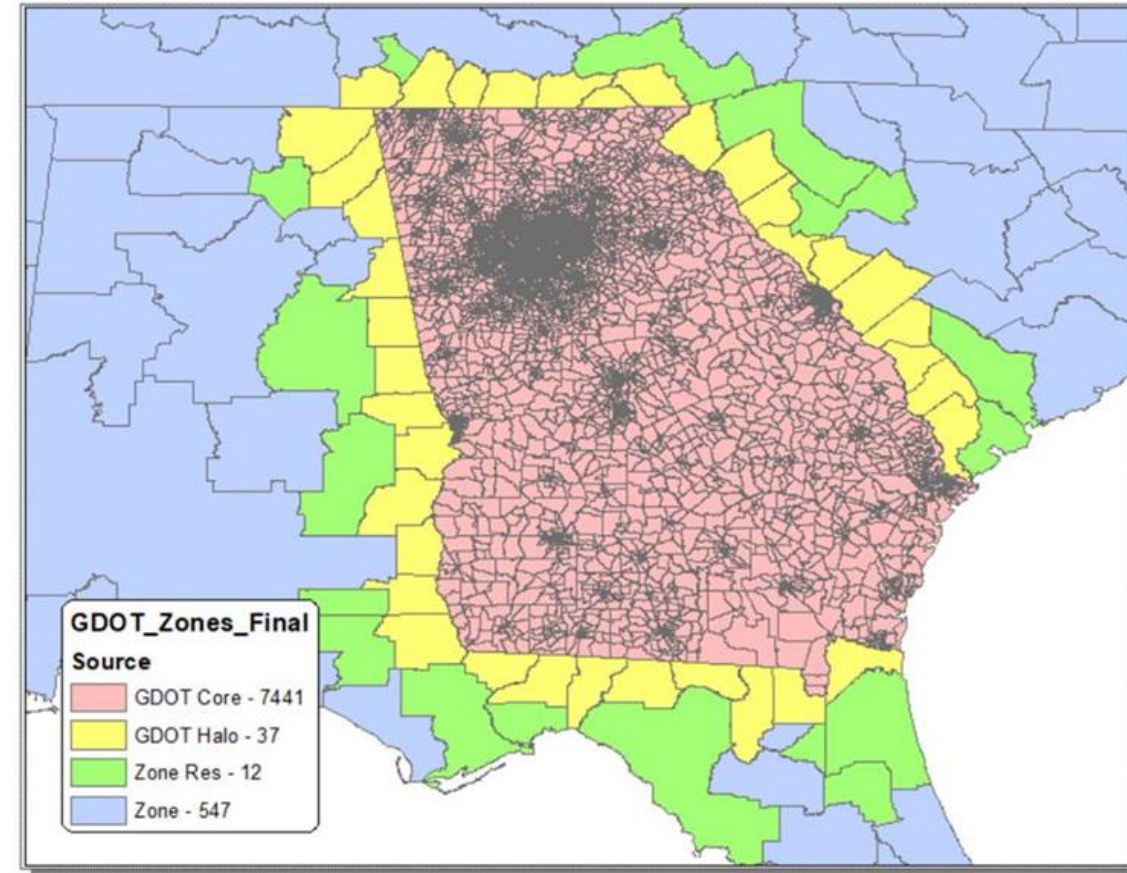 GDOT_Zones_Final
Source
GDOT Core - 7441
GDOT Halo - 37
Zone Res - 12
Zone - 547